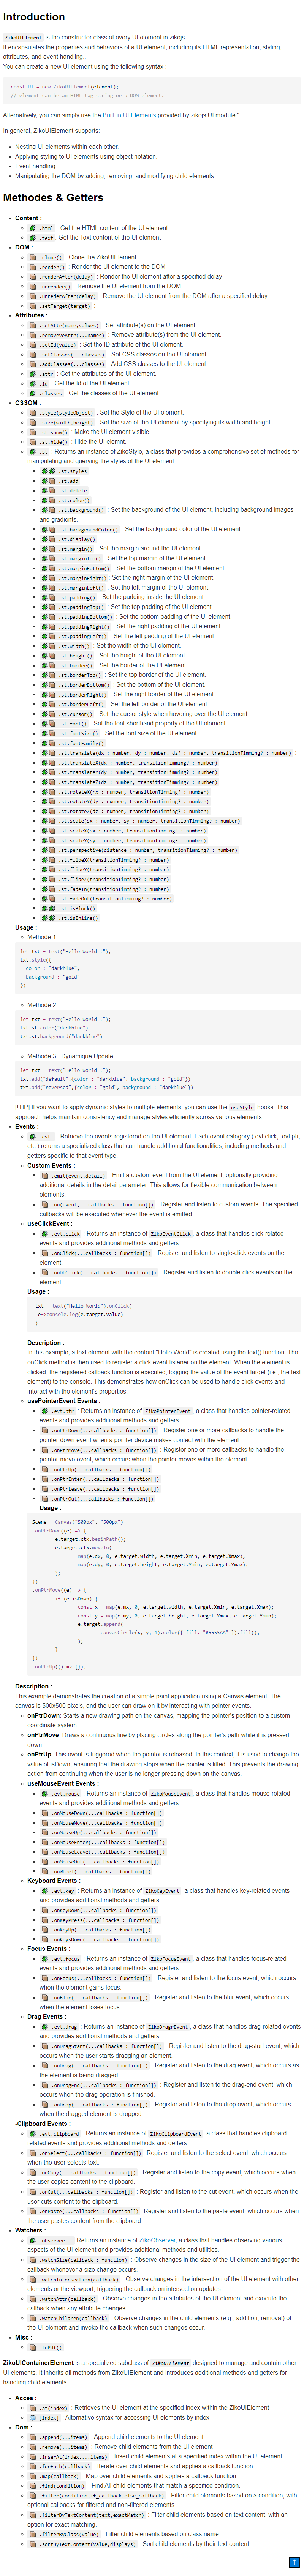 Introduction
ZikoUIElement is the constructor class of every UI element in zikojs.
It encapsulates the properties and behaviors of a UI element, including its HTML representation, styling,
attributes, and event handling. .
You can create a new UI element using the following syntax :
const UI = new ZikoUIElement(element);
// element can be an HTML tag string or a DOM element.
Alternatively, you can simply use the Built-in UI Elements provided by zikojs UI module "
In general, ZikoUIElement supports:
Nesting UI elements within each other.
Applying styling to UI elements using object notation.
Event handling
Manipulating the DOM by adding, removing, and modifying child elements.
Methodes & Getters
Content :
.html : Get the HTML content of the UI element
.text : Get the Text content of the UI element
DOM :
.clone() : Clone the ZikoUIElement
.render() : Render the UI element to the DOM
.renderAfter(delay) : Render the UI element after a specified delay
.unrender() : Remove the UI element from the DOM.
.unrederAfter(delay) : Remove the UI element from the DOM after a specified delay
.setTarget(target)
Attributes :
.setAttr(name,values) : Set attribute(s) on the UI element.
.removeveAttr(...names) : Remove attribute(s) from the UI element.
.setId(value) : Set the ID attribute of the UI element.
.setClasses(...classes) : Set CSS classes on the UI element.
.addClasses(...classes) : Add CSS classes to the UI element.
.attr : Get the attributes of the UI element.
.id : Get the Id of the UI element.
.classes : Get the classes of the UI element.
CSSOM :
.style(styleObject) : Set the Style of the UI element.
.size(width,height) : Set the size of the UI element by specifying its width and height.
.st.show() : Make the UI element visible.
.st.hide() : Hide the UI elemnt.
.st : Returns an instance of ZikoStyle, a class that provides a comprehensive set of methods for
manipulating and querying the styles of the UI element.
.st.styles
.st.add
.st.delete
.st.color()
.st.background() : Set the background of the UI element, including background images
and gradients.
.st.backgroundColor() : Set the background color of the UI element.
.st.display()
.st.margin() : Set the margin around the UI element.
.st.marginTop() : Set the top margin of the UI element.
.st.marginBottom() : Set the bottom margin of the UI element.
.st.marginRight() : Set the right margin of the UI element.
.st.marginLeft() : Set the left margin of the UI element.
.st.padding() : Set the padding inside the UI element.
.st.paddingTop() : Set the top padding of the UI element.
.st.paddingBottom() : Set the bottom padding of the UI element.
.st.paddingRight() : Set the right padding of the UI element.
.st.paddingLeft() : Set the left padding of the UI element.
.st.width() : Set the width of the UI element.
.st.height() : Set the height of the UI element.
.st.border() : Set the border of the UI element.
.st.borderTop() : Set the top border of the UI element.
.st.borderBottom() : Set the bottom of the UI element.
.st.borderRight() : Set the right border of the UI element.
.st.borderLeft() : Set the left border of the UI element.
.st.cursor() : Set the cursor style when hovering over the UI element.
.st.font() : Set the font shorthand property of the UI element.
.st.fontSize() : Set the font size of the UI element.
.st.fontFamily()
.st.translate(dx : number, dy : number, dz? : number, transitionTimming? : number)
.st.translateX(dx : number, transitionTimming? : number)
.st.translateY(dy : number, transitionTimming? : number)
.st.translateZ(dz : number, transitionTimming? : number)
.st.rotateX(rx : number, transitionTimming? : number)
.st.rotateY(ry : number, transitionTimming? : number)
.st.rotateZ(rz : number, transitionTimming? : number)
.st.scale(sx : number, sy : number, transitionTimming? : number)
.st.scaleX(sx : number, transitionTimming? : number)
.st.scaleY(sy : number, transitionTimming? : number)
.st.perspective(distance : number, transitionTimming? : number)
.st.flipeX(transitionTimming? : number)
.st.flipeY(transitionTimming? : number)
.st.flipeZ(transitionTimming? : number)
.st.fadeIn(transitionTimming? : number)
.st.fadeOut(transitionTimming? : number)
.st.isBlock()
.st.isInline()
Usage :
Methode 1 :
let txt = text("Hello World !");
txt.style({
color : "darkblue",
background : "gold"
})
Methode 2 :
let txt = text("Hello World !");
txt.st.color("darkblue")
txt.st.background("darkblue")
Methode 3 : Dynamique Update
let txt = text("Hello World !");
txt.add("default",{color : "darkblue", background : "gold"})
txt.add("reversed",{color : "gold", background : "darkblue"})
[!TIP] If you want to apply dynamic styles to multiple elements, you can use the useStyle hooks. This
approach helps maintain consistency and manage styles efficiently across various elements.
Events :
.evt : Retrieve the events registered on the UI element. Each event category (.evt.click, .evt.ptr,
etc.) returns a specialized class that can handle additional functionalities, including methods and
getters specific to that event type.
Custom Events :
.emit(event,detail) : Emit a custom event from the UI element, optionally providing
additional details in the detail parameter. This allows for flexible communication between
elements.
.on(event,...callbacks : function[]) : Register and listen to custom events. The specified
callbacks will be executed whenever the event is emitted.
useClickEvent :
.evt.click : Returns an instance of ZikoEventClick, a class that handles click-related
events and provides additional methods and getters.
.onClick(...callbacks : function[]) : Register and listen to single-click events on the
element.
.onDbClick(...callbacks : function[]) : Register and listen to double-click events on the
element.
Usage :
txt = text("Hello World").onClick(
e=>console.log(e.target.value)
)
Description :
In this example, a text element with the content "Hello World" is created using the text() function. The
onClick method is then used to register a click event listener on the element. When the element is
clicked, the registered callback function is executed, logging the value of the event target (i.e., the text
element) to the console. This demonstrates how onClick can be used to handle click events and
interact with the element's properties.
usePointerEvent Events :
.evt.ptr : Returns an instance of ZikoPointerEvent, a class that handles pointer-related
events and provides additional methods and getters.
.onPtrDown(...callbacks : function[]) : Register one or more callbacks to handle the
pointer-down event when a pointer device makes contact with the element.
.onPtrMove(...callbacks : function[]) : Register one or more callbacks to handle the
pointer-move event, which occurs when the pointer moves within the element.
.onPtrUp(...callbacks : function[])
.onPtrEnter(...callbacks : function[])
.onPtrLeave(...callbacks : function[])
.onPtrOut(...callbacks : function[])
Usage :
Scene = Canvas("500px", "500px")
.onPtrDown((e) => {
e.target.ctx.beginPath();
e.target.ctx.moveTo(
map(e.dx, 0, e.target.width, e.target.Xmin, e.target.Xmax),
map(e.dy, 0, e.target.height, e.target.Ymin, e.target.Ymax),
);
})
.onPtrMove((e) => {
if (e.isDown) {
const x = map(e.mx, 0, e.target.width, e.target.Xmin, e.target.Xmax);
const y = map(e.my, 0, e.target.height, e.target.Ymax, e.target.Ymin);
e.target.append(
canvasCircle(x, y, 1).color({ fill: "#5555AA" }).fill(),
);
}
})
.onPtrUp(() => {});
Description :
This example demonstrates the creation of a simple paint application using a Canvas element. The
canvas is 500x500 pixels, and the user can draw on it by interacting with pointer events.
onPtrDown: Starts a new drawing path on the canvas, mapping the pointer's position to a custom
coordinate system.
onPtrMove: Draws a continuous line by placing circles along the pointer's path while it is pressed
down.
onPtrUp: This event is triggered when the pointer is released. In this context, it is used to change the
value of isDown, ensuring that the drawing stops when the pointer is lifted. This prevents the drawing
action from continuing when the user is no longer pressing down on the canvas.
useMouseEvent Events :
.evt.mouse : Returns an instance of ZikoMouseEvent, a class that handles mouse-related
events and provides additional methods and getters.
.onMouseDown(...callbacks : function[])
.onMouseMove(...callbacks : function[])
.onMouseUp(...callbacks : function[])
.onMouseEnter(...callbacks : function[])
.onMouseLeave(...callbacks : function[])
.onMouseOut(...callbacks : function[])
.onWheel(...callbacks : function[])
Keyboard Events :
.evt.key : Returns an instance of ZikoKeyEvent, a class that handles key-related events
and provides additional methods and getters.
.onKeyDown(...callbacks : function[])
.onKeyPress(...callbacks : function[])
.onKeyUp(...callbacks : function[])
.onKeysDown(...callbacks : function[])
Focus Events :
.evt.focus : Returns an instance of ZikoFocusEvent, a class that handles focus-related
events and provides additional methods and getters.
.onFocus(...callbacks : function[]) : Register and listen to the focus event, which occurs
when the element gains focus.
.onBlur(...callbacks : function[]) : Register and listen to the blur event, which occurs
when the element loses focus.
Drag Events :
.evt.drag : Returns an instance of ZikoDragEvent, a class that handles drag-related events
and provides additional methods and getters.
.onDragStart(...callbacks : function[]) : Register and listen to the drag-start event, which
occurs when the user starts dragging an element.
.onDrag(...callbacks : function[]) : Register and listen to the drag event, which occurs as
the element is being dragged.
.onDragEnd(...callbacks : function[]) : Register and listen to the drag-end event, which
occurs when the drag operation is finished.
.onDrop(...callbacks : function[]) : Register and listen to the drop event, which occurs
when the dragged element is dropped.
-Clipboard Events :
.evt.clipboard : Returns an instance of ZikoClipboardEvent, a class that handles clipboard-
related events and provides additional methods and getters.
.onSelect(...callbacks : function[]) : Register and listen to the select event, which occurs
when the user selects text.
.onCopy(...callbacks : function[]) : Register and listen to the copy event, which occurs when
the user copies content to the clipboard.
.onCut(...callbacks : function[]) : Register and listen to the cut event, which occurs when the
user cuts content to the clipboard.
.onPaste(...callbacks : function[]) : Register and listen to the paste event, which occurs when
the user pastes content from the clipboard.
Watchers :
.observer : Returns an instance of ZikoObserver, a class that handles observing various
aspects of the UI element and provides additional methods and utilities.
.watchSize(callback : function) : Observe changes in the size of the UI element and trigger the
callback whenever a size change occurs.
.watchIntersection(callback) : Observe changes in the intersection of the UI element with other
elements or the viewport, triggering the callback on intersection updates.
.watchAttr(callback) : Observe changes in the attributes of the UI element and execute the
callback when any attribute changes.
.watchChildren(callback) : Observe changes in the child elements (e.g., addition, removal) of
the UI element and invoke the callback when such changes occur.
Misc :
.toPdf()
ZikoUIContainerElement is a specialized subclass of ZikoUIElement designed to manage and contain other
UI elements. It inherits all methods from ZikoUIElement and introduces additional methods and getters for
handling child elements.
Acces :
.at(index) : Retrieves the UI element at the specified index within the ZikoUIElement
[index] : Alternative syntax for accessing UI elements by index.
Dom :
.append(...items) : Append child elements to the UI element.
.remove(...items) : Remove child elements from the UI element.
.insertAt(index,...items) : Insert child elements at a specified index within the UI element.
.forEach(callback) : Iterate over child elements and applies a callback function.
.map(callback) : Map over child elements and applies a callback function.
.find(condition) : Find All child elements that match a specified condition.
.filter(condition,if_callback,else_callback) : Filter child elements based on a condition, with
optional callbacks for filtered and non-filtered elements.
.filterByTextContent(text,exactMatch) : Filter child elements based on text content, with an
option for exact matching
.filterByClass(value) : Filter child elements based on class name.
.sortByTextContent(value,displays) : Sort child elements by their text content.
↑